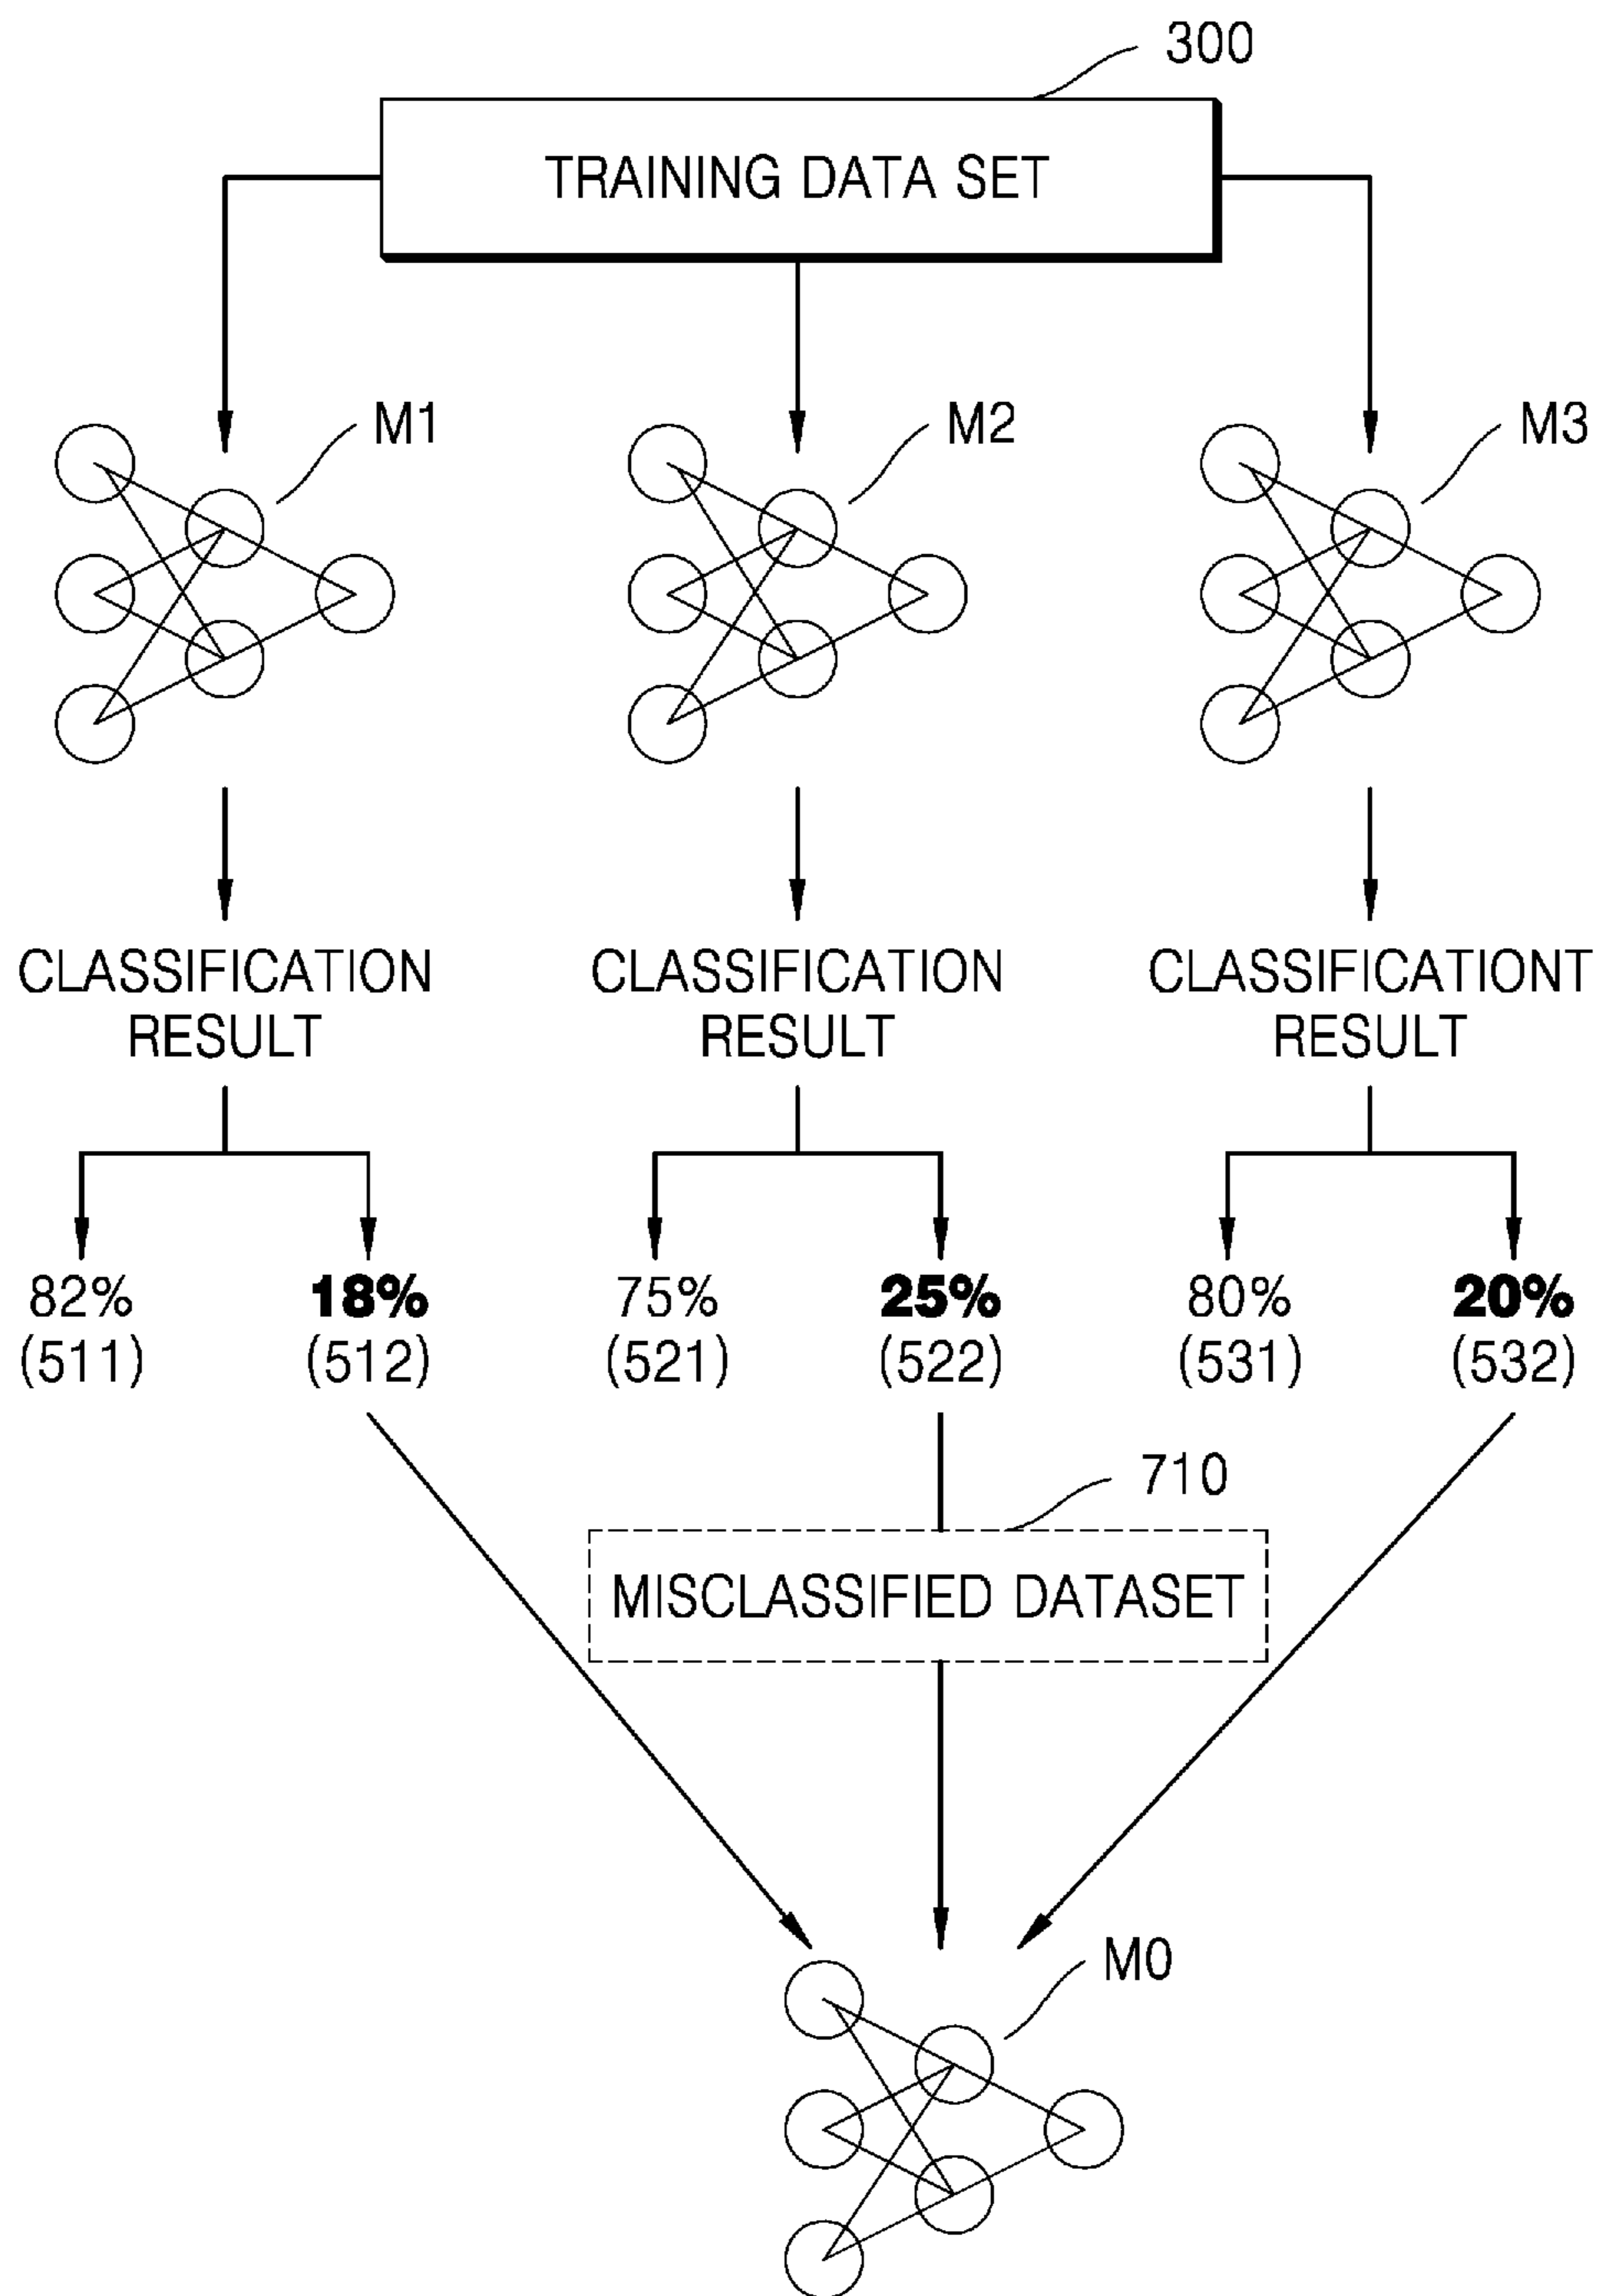 300
TRAINING DATA SET
M1
M2
M3
CLASSIFICATION
RESULT
CLASSIFICATION
RESULT
CLASSIFICATIONT
RESULT
82%
(511)
18%
(512)
75%
(521)
25%
(522)
80%
(531)
20%
(532)
710
MISCLASSIFIED DATASET
M0